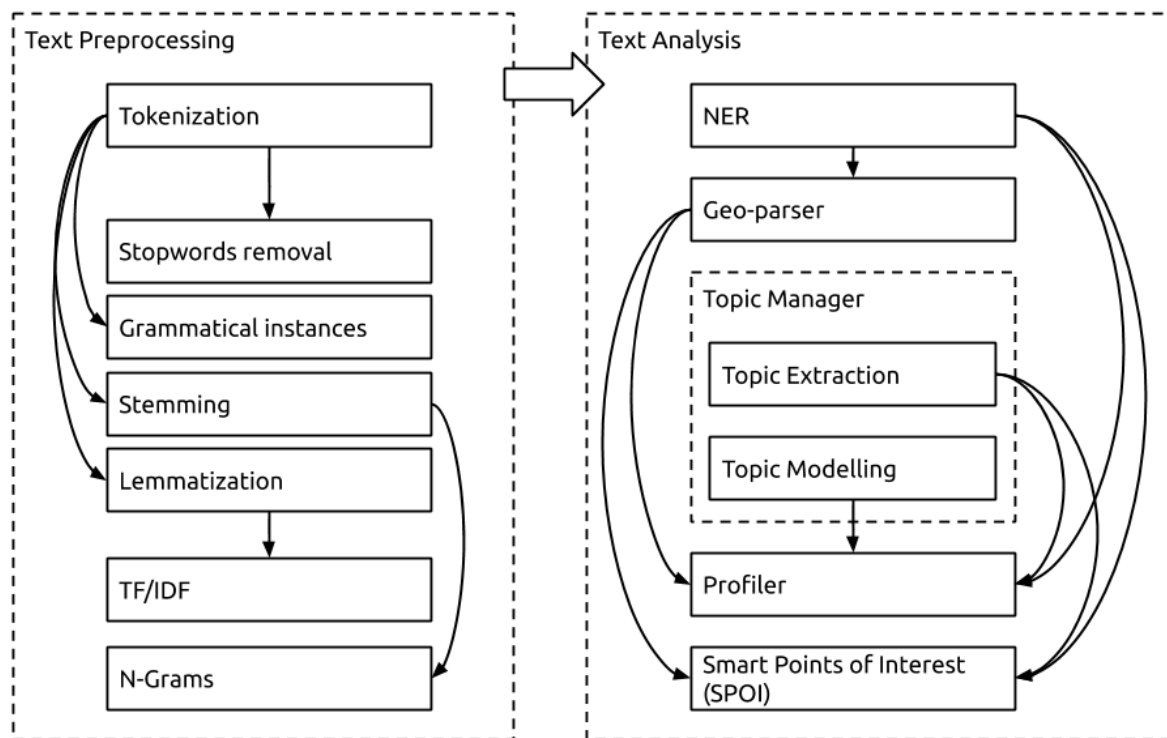 Text Preprocessing
Tokenization
Stopwords removal
Grammatical instances
Stemming
Lemmatization
TF/IDF
N-Grams
Text Analysis
NER
Geo-parser
Topic Manager
Topic Extraction
Topic Modelling
Profiler
Smart Points of Interest
(SPOI)